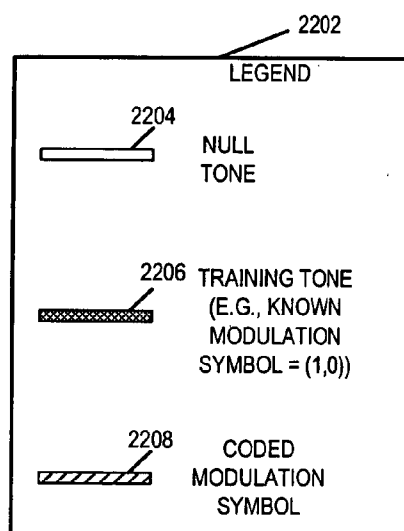 2202
LEGEND
2204
NULL
TONE
2206
TRAINING TONE
(E.G., KNOWN
MODULATION
SYMBOL = (1,0))
2208
CODED
MODULATION
SYMBOL